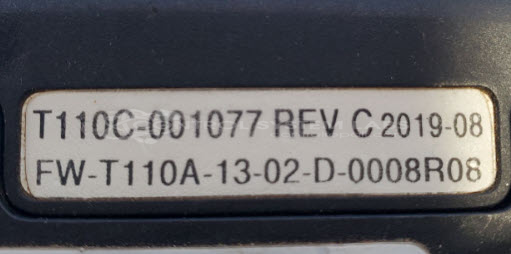 T110C-001077 REV C 2019-08
FW-T110A-13-02-D-0008R08